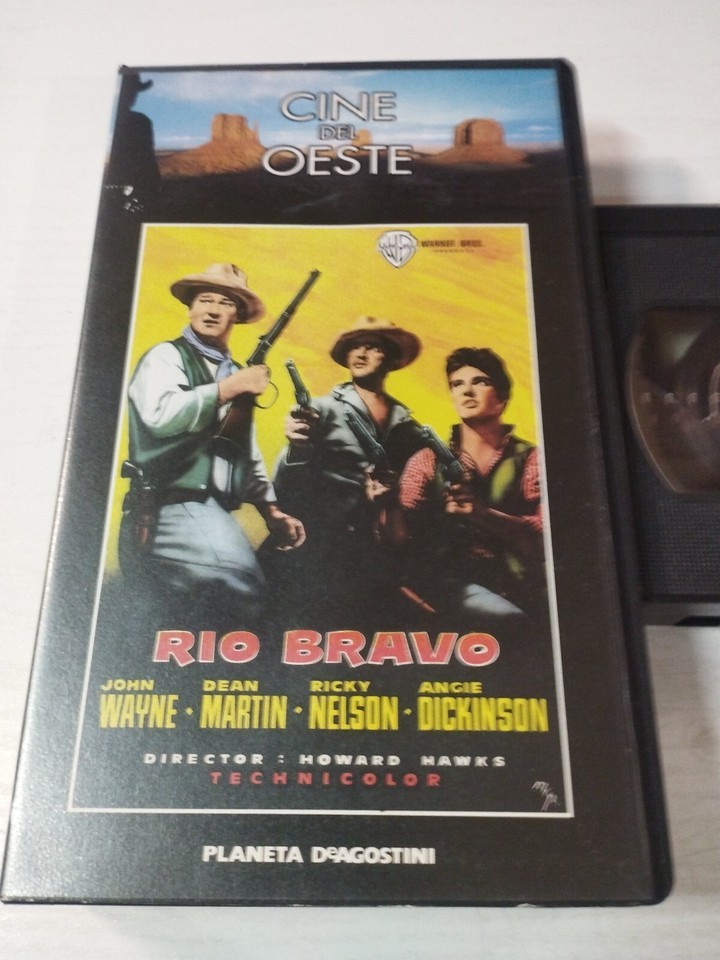 CINE
DEL
OESTE
WARNER BROS.
RIO BRAVO
JOHN WAYNE · DEAN MARTIN · RICKY NELSON · ANGIE DICKINSON
DIRECTOR : HOWARD HAWKS
TECHNICOLOR
PLANETA DeAGOSTINI